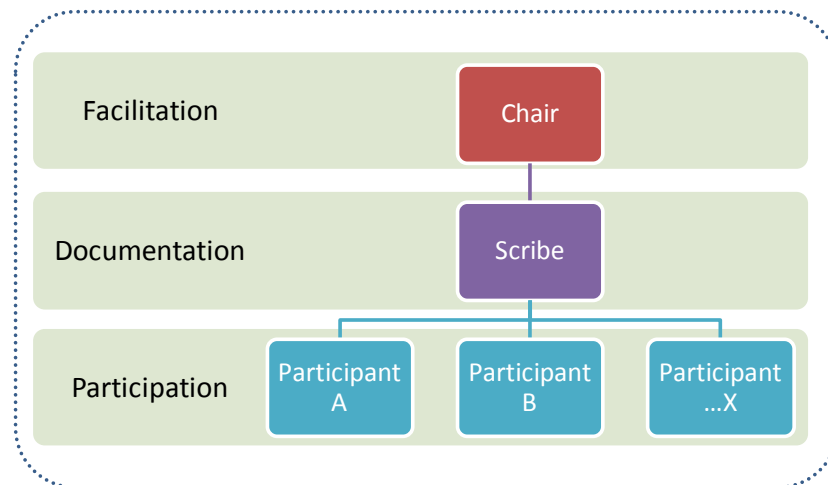 Facilitation
Chair
Documentation
Scribe
Participation
Participant
A
Participant
B
Participant
...X